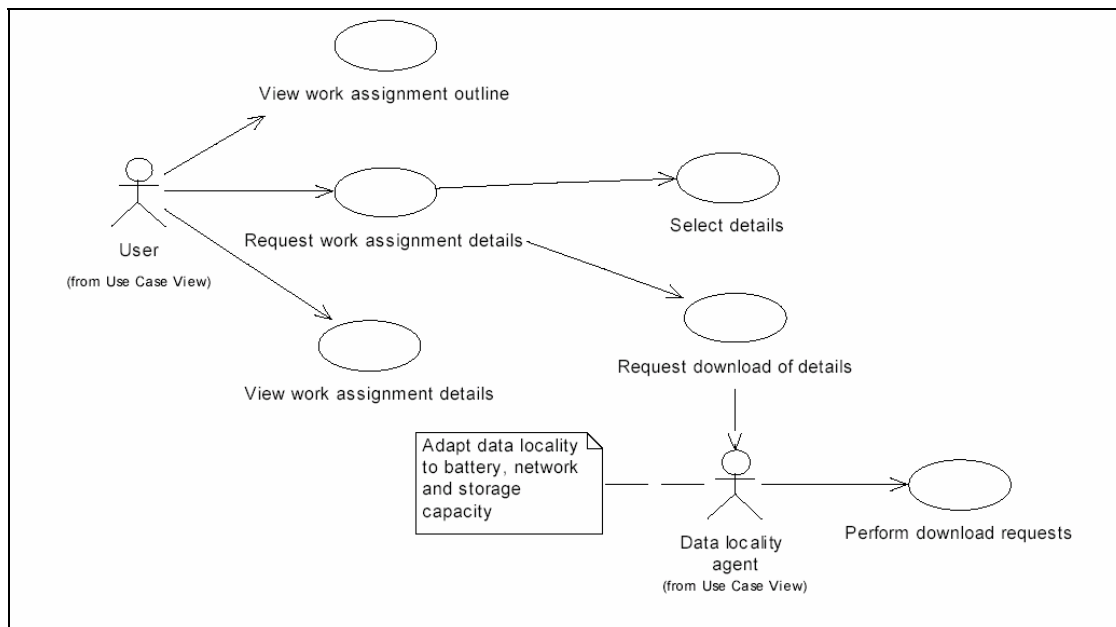 View work assignment outline
User
(from Use Case View)
Request work assignment details
Select details
View work assignment details
Request download of details
Adapt data locality
to battery, network
and storage
capacity
Data locality
agent
(from Use Case View)
Perform download requests